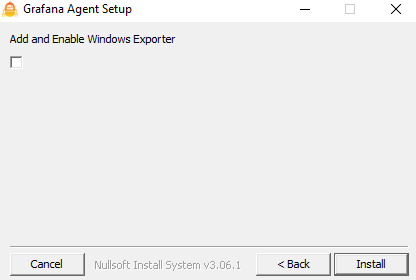 Grafana Agent Setup
Add and Enable Windows Exporter
Cancel
Nullsoft Install System v3.06.1
< Back
Install